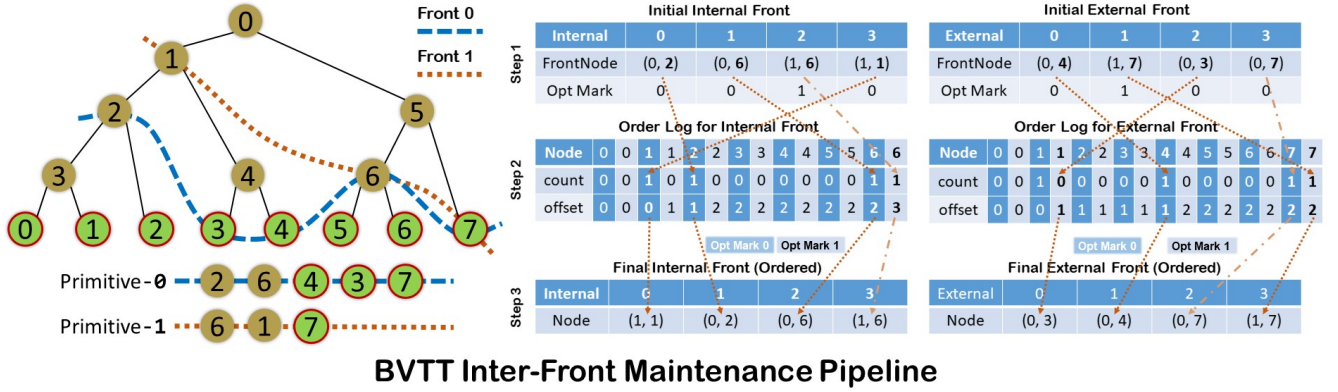 0
1
2
5
3
4
6
0
1
2
3
4
5
6
7
Front 0
Front 1
Primitive-0 2 6 4 3 7
Primitive-1 6 1 7
Step1
Initial Internal Front
Internal 0 1 2 3
FrontNode (0, 2) (0, 6) (1, 6) (1, 1)
Opt Mark 0 0 1 0
Step2
Order Log for Internal Front
Node 0 0 1 1 2 2 3 3 4 4 5 5 6 6
count 0 0 1 0 1 0 0 0 0 0 0 0 1 1
offset 0 0 0 1 1 2 2 2 2 2 2 2 2 3
Opt Mark 0 Opt Mark 1
Step3
Final Internal Front (Ordered)
Internal 0 1 2 3
Node (1, 1) (0, 2) (0, 6) (1, 6)
Initial External Front
External 0 1 2 3
FrontNode (0, 4) (1, 7) (0, 3) (0, 7)
Opt Mark 0 1 0 0
Order Log for External Front
Node 0 0 1 1 2 2 3 3 4 4 5 5 6 6 7 7
count 0 0 1 0 0 0 0 0 1 0 0 0 0 0 1 1
offset 0 0 0 1 1 1 1 1 1 2 2 2 2 2 2 2
Opt Mark 0 Opt Mark 1
Final External Front (Ordered)
External 0 1 2 3
Node (0, 3) (0, 4) (0, 7) (1, 7)
BVTT Inter-Front Maintenance Pipeline